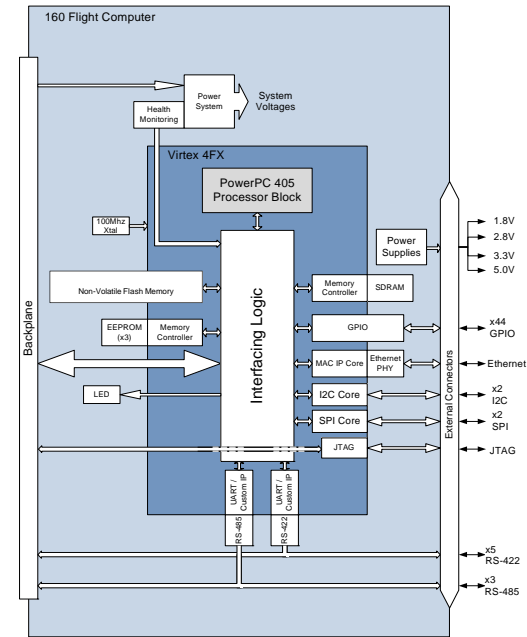 160 Flight Computer
Power
System
System
Voltages
Health
Monitoring
Virtex 4FX
PowerPC 405
Processor Block
100Mhz
Xtal
Power
Supplies
1.8V
2.8V
3.3V
5.0V
Non-Volatile Flash Memory
Memory
Controller
SDRAM
EEPROM
(x3)
Memory
Controller
GPIO
x44
GPIO
Backplane
Interfacing Logic
External Connectors
MAC IP Core
Ethernet
PHY
Ethernet
LED
I2C Core
x2
I2C
SPI Core
x2
SPI
JTAG
JTAG
UART /
Custom IP
UART /
Custom IP
RS-485
RS-422
x5
RS-422
x3
RS-485